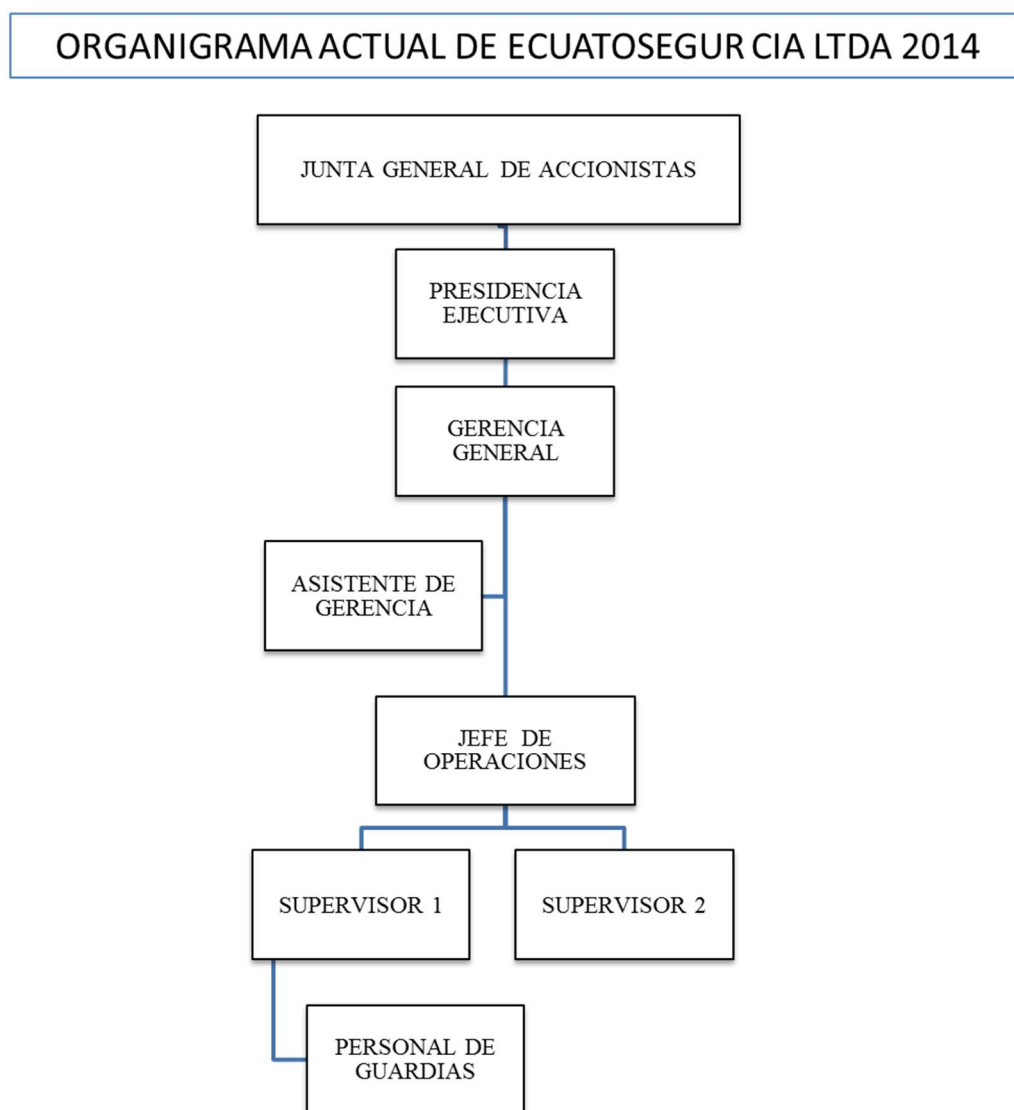 ORGANIGRAMA ACTUAL DE ECUATOSEGUR CIA LTDA 2014
JUNTA GENERAL DE ACCIONISTAS
PRESIDENCIA
EJECUTIVA
GERENCIA
GENERAL
ASISTENTE DE
GERENCIA
JEFE DE
OPERACIONES
SUPERVISOR 1
SUPERVISOR 2
PERSONAL DE
GUARDIAS